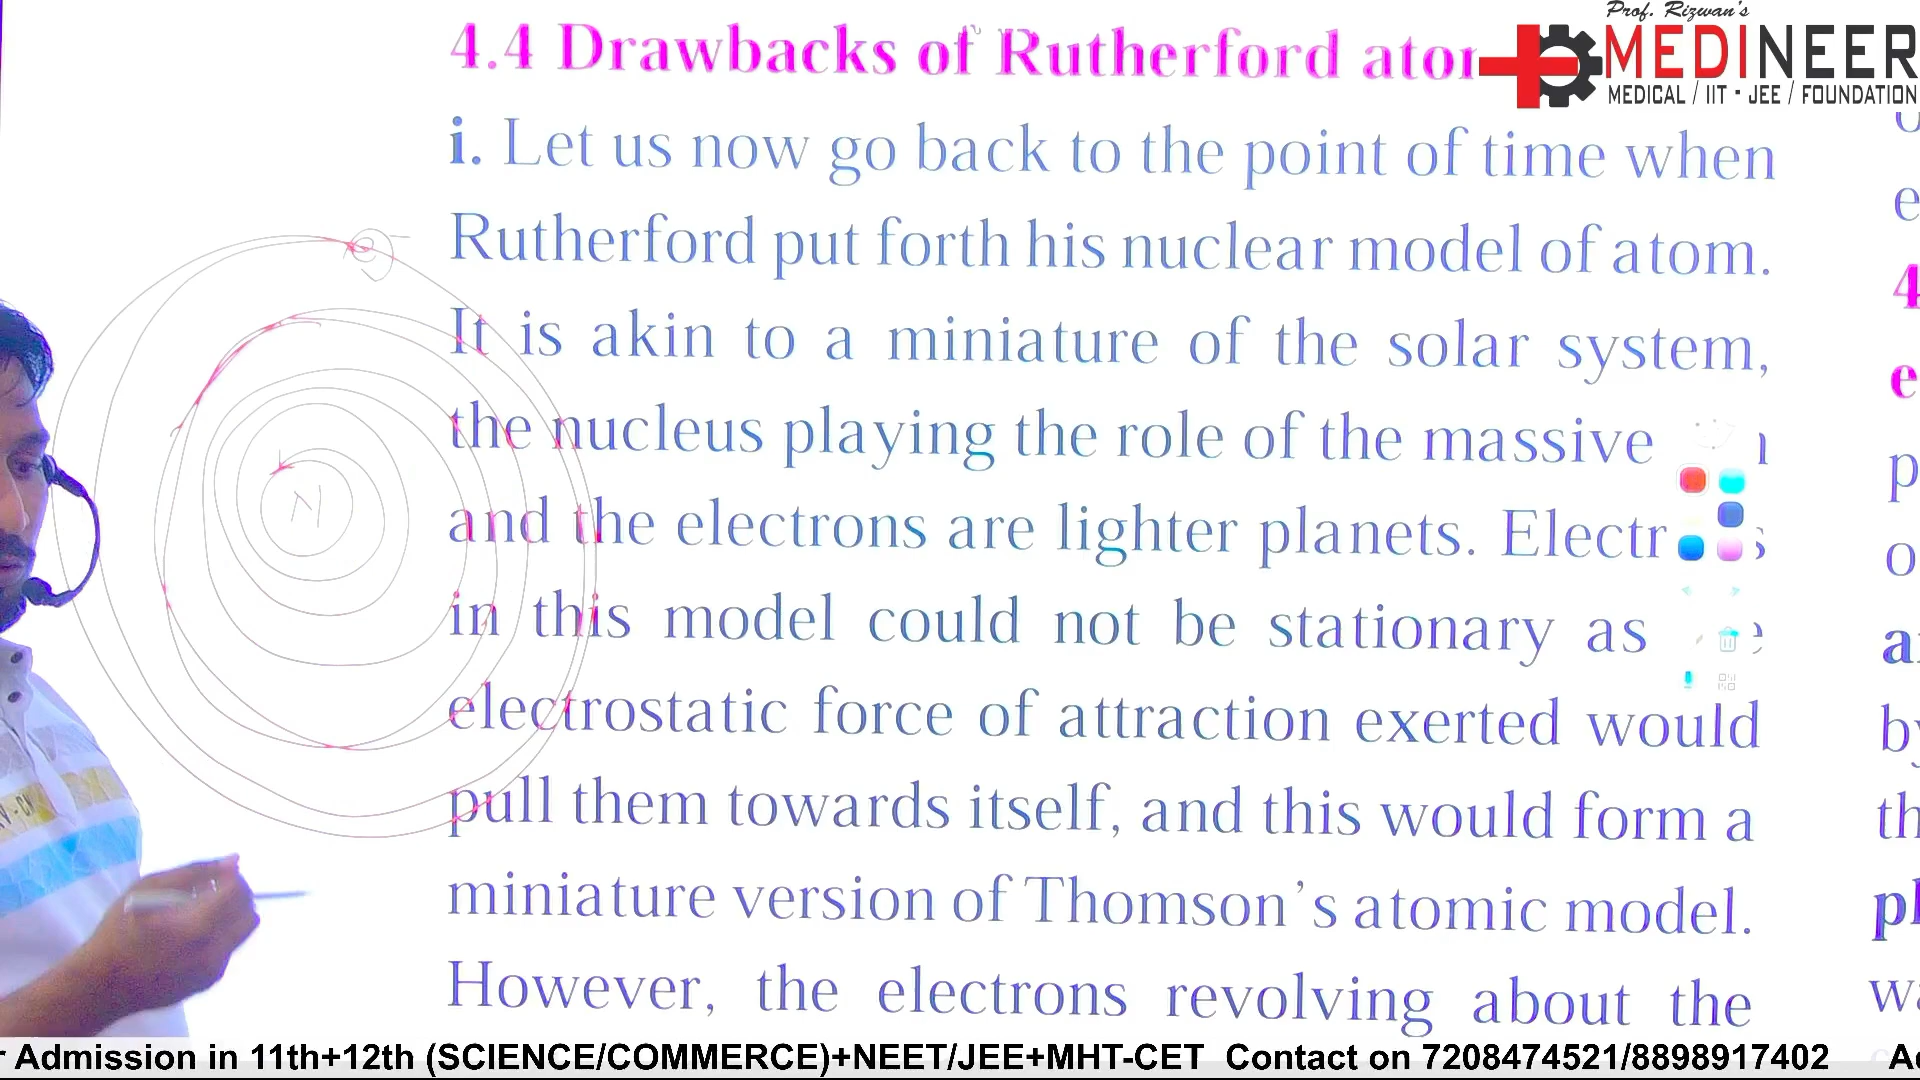 4.4 Drawbacks of Rutherford
Prof. Rizwan's
MEDINEER
MEDICAL / IIT - JEE / FOUNDATION
i. Let us now go back to the point of time when
Rutherford put forth his nuclear model of atom.
It is akin to a miniature of the solar system,
the nucleus playing the role of the massive
and the electrons are lighter planets.
in this model could not be stationary as
electrostatic force of attraction exerted would
pull them towards itself, and this would form a
miniature version of Thomson's atomic model.
However, the electrons revolving about the
e-
N
Admission in 11th+12th (SCIENCE/COMMERCE)+NEET/JEE+MHT-CET Contact on 7208474521/8898917402